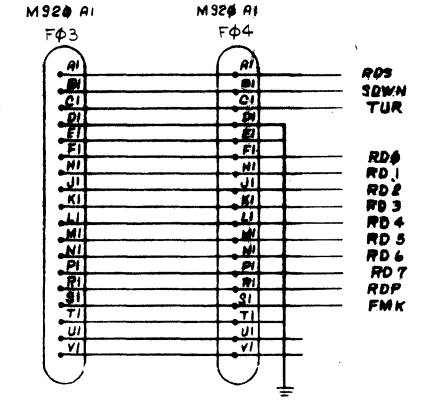 M920 A1 M920 A1
FØ3 FØ4
A1 A1 RDS
B1 B1 SDWN
C1 C1 TUR
D1 D1
E1 E1
F1 F1 RDØ
H1 H1 RD 1
J1 J1 RD 2
K1 K1 RD 3
L1 L1 RD 4
M1 M1 RD 5
N1 N1 RD 6
P1 P1 RD 7
R1 R1 RDP
S1 S1 FMK
T1 T1
U1 U1
V1 V1